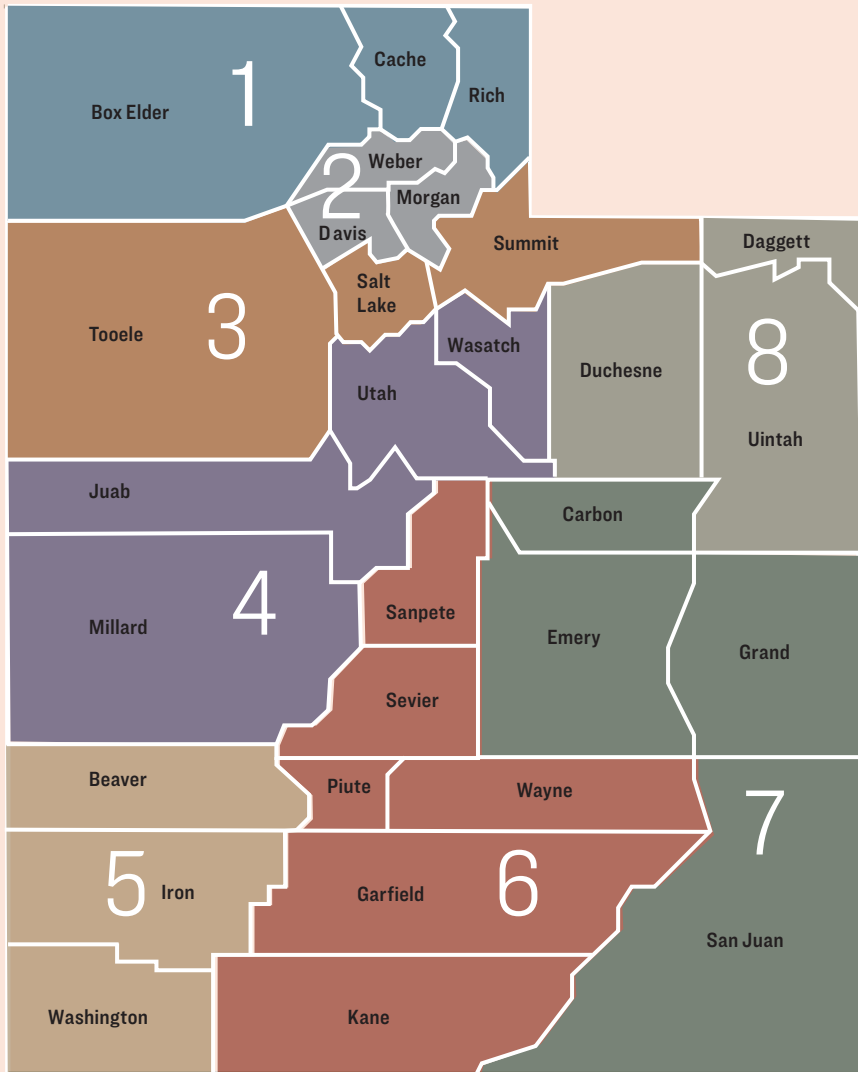 Cache
1
Rich
Box Elder
Weber
2
Morgan
Davis
Summit
Daggett
Salt
Lake
3
Tooele
Wasatch
8
Duchesne
Utah
Uintah
Juab
Carbon
4
Sanpete
Millard
Emery
Grand
Sevier
Beaver
Piute
Wayne
7
5
Iron
6
Garfield
San Juan
Washington
Kane